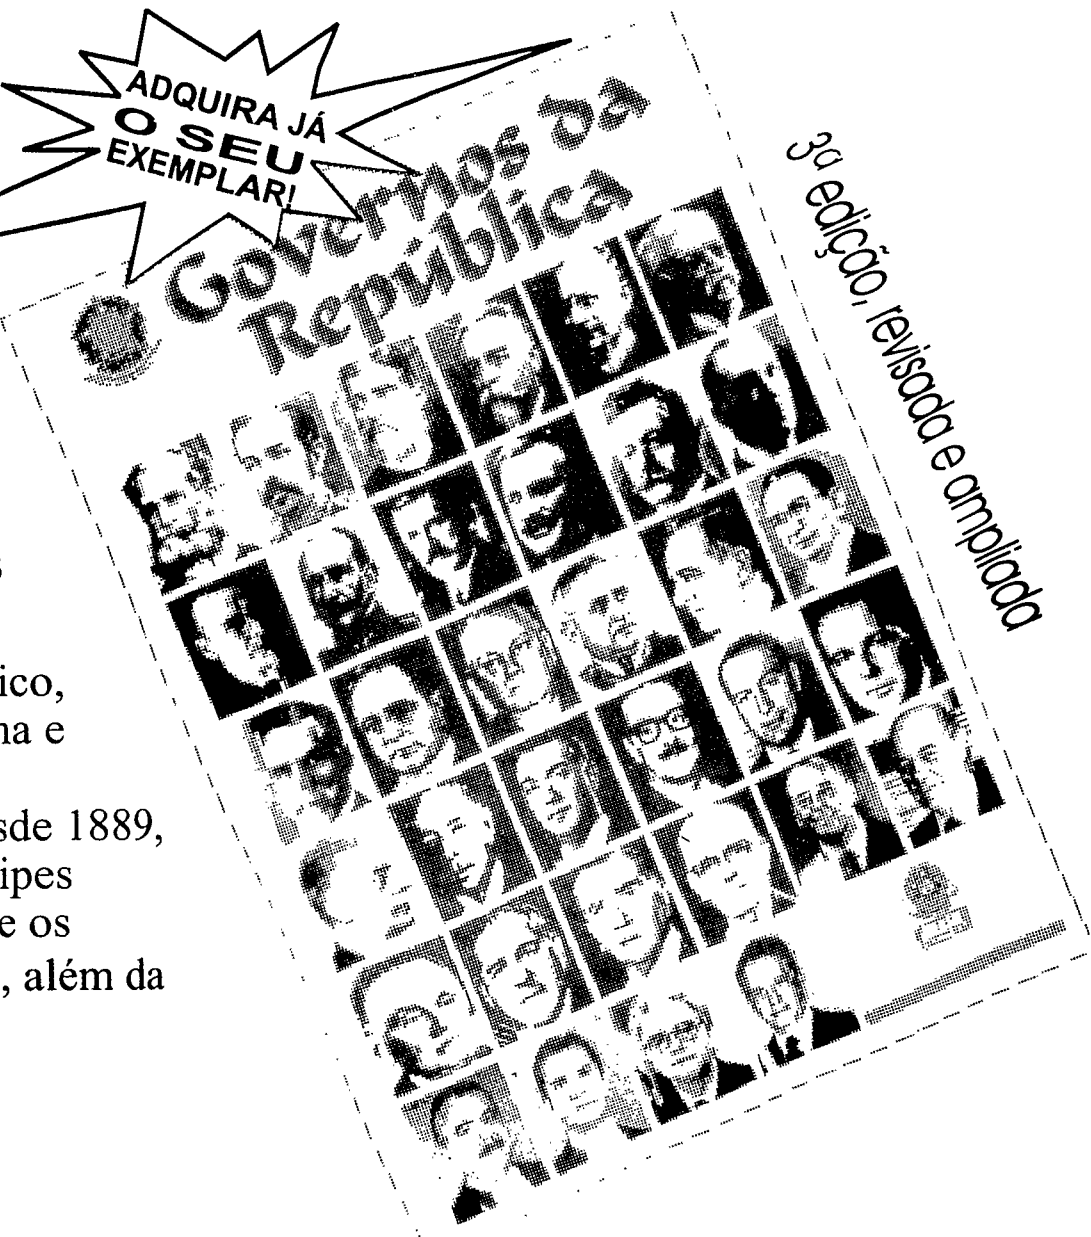 ADQUIRA JÁ
O SEU
EXEMPLAR!
Governos da
República
3ª edição, revisada e ampliada
s
ico,
na e
sde 1889,
ipes
e os
, além da